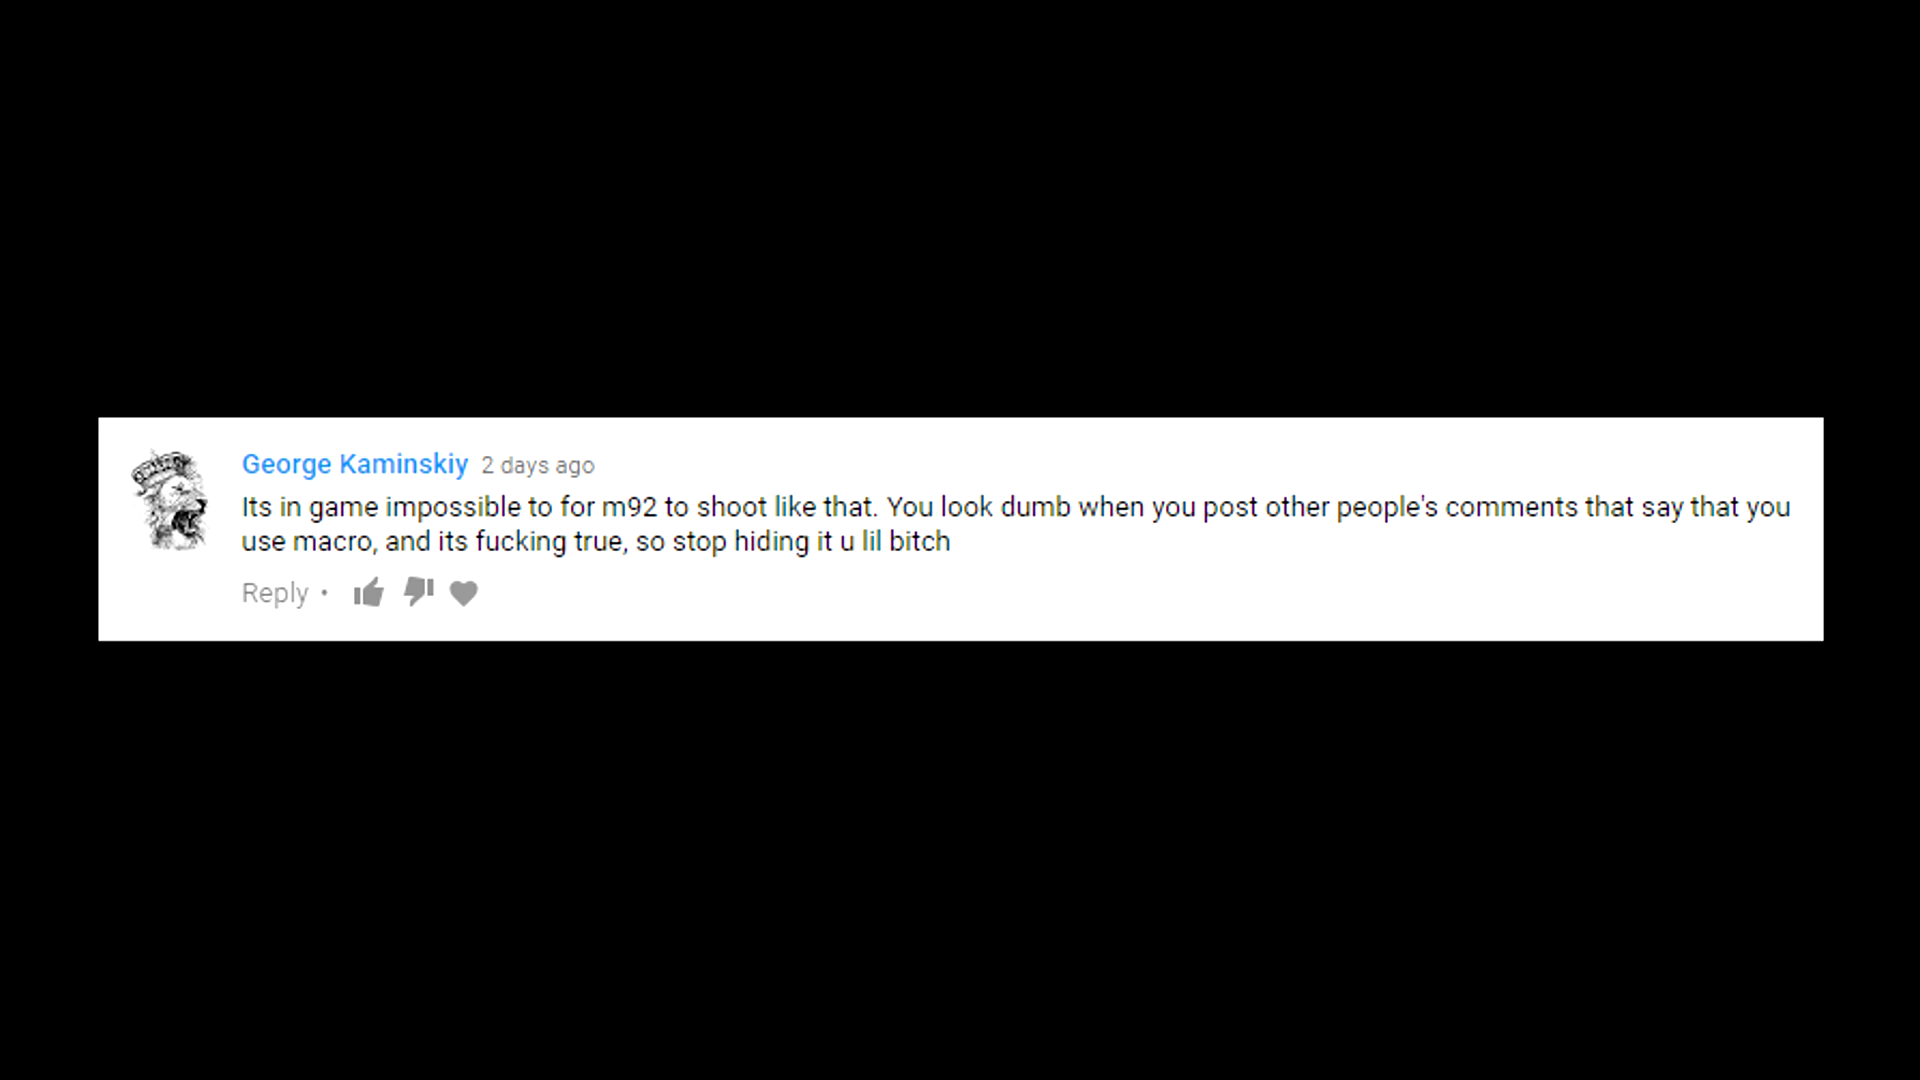 George Kaminskiy 2 days ago
Its in game impossible to for m92 to shoot like that. You look dumb when you post other people's comments that say that you
use macro, and its fucking true, so stop hiding it u lil bitch
Reply •